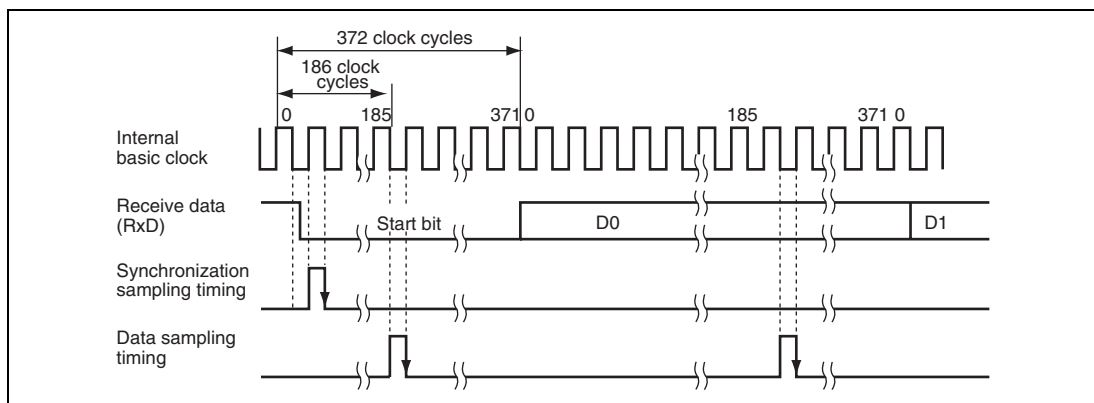 372 clock cycles
186 clock
cycles
0 185 371 0 185 371 0
Internal
basic clock
Receive data
(RxD)
Start bit D0 D1
Synchronization
sampling timing
Data sampling
timing